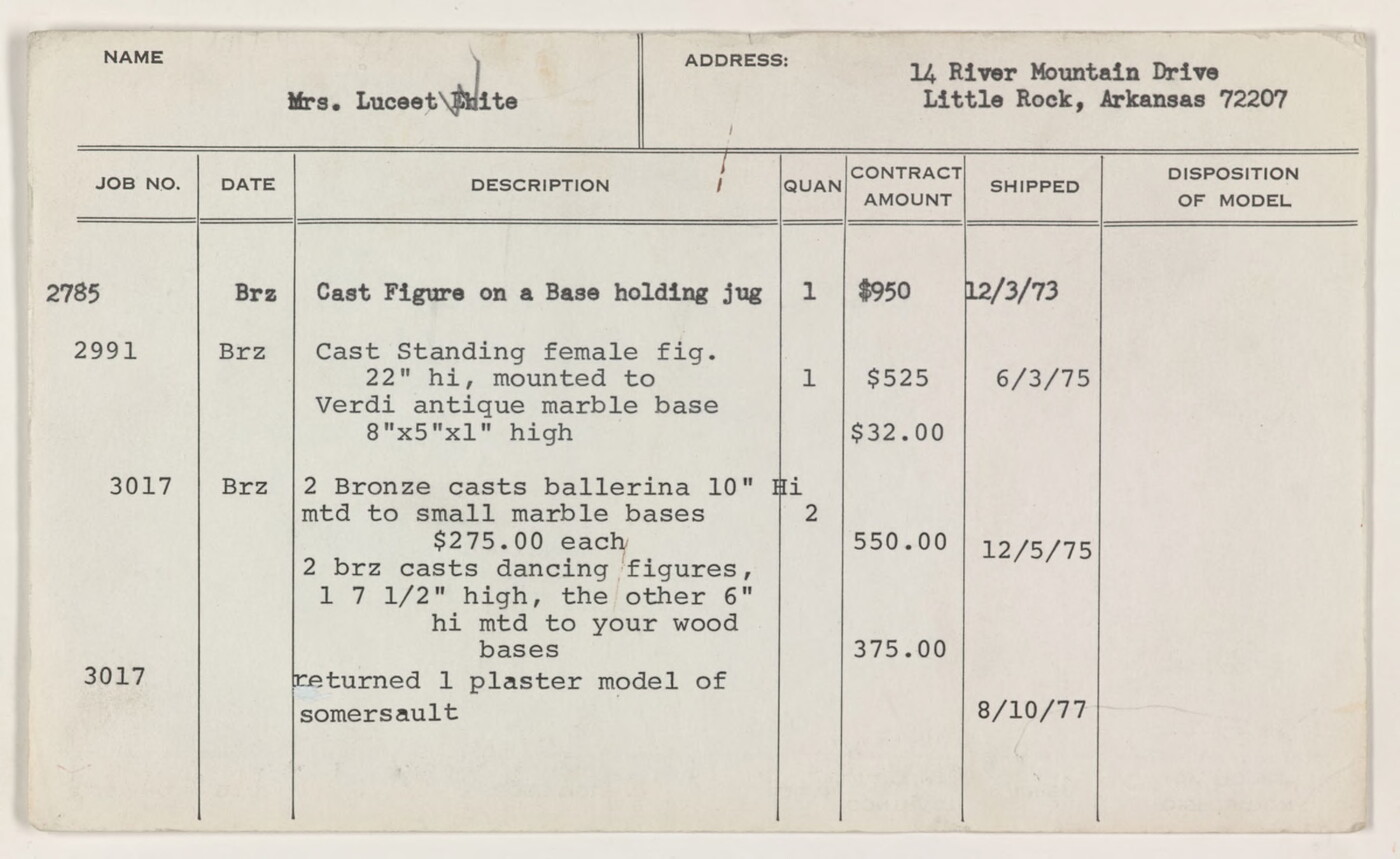 NAME
Mrs. Luceet White
ADDRESS:
14 River Mountain Drive
Little Rock, Arkansas 72207
JOB NO. DATE DESCRIPTION QUAN CONTRACT AMOUNT SHIPPED DISPOSITION OF MODEL
2785 Brz Cast Figure on a Base holding jug 1 $950 12/3/73
2991 Brz Cast Standing female fig.
22" hi, mounted to 1 $525 6/3/75
Verdi antique marble base
8"x5"x1" high $32.00
3017 Brz 2 Bronze casts ballerina 10" Hi
mtd to small marble bases 2
$275.00 each 550.00 12/5/75
2 brz casts dancing figures,
1 7 1/2" high, the other 6"
hi mtd to your wood
bases 375.00
3017 returned 1 plaster model of
somersault 8/10/77